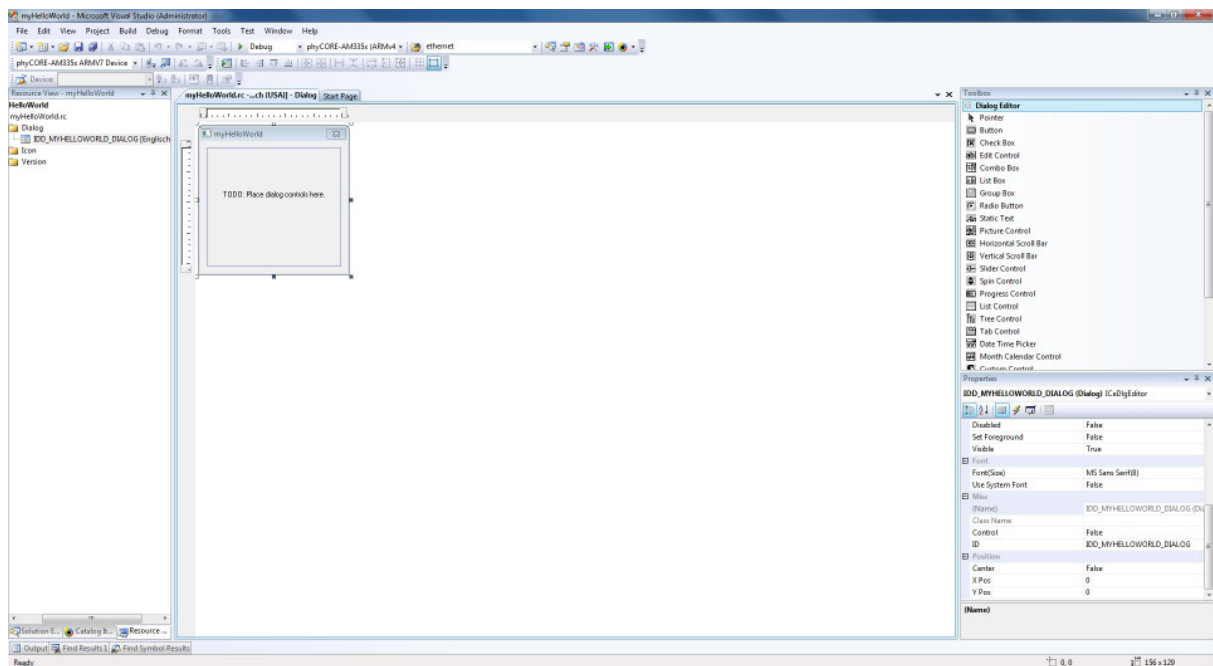 myHelloWorld - Microsoft Visual Studio (Administrator)
File Edit View Project Build Debug Format Tools Test Window Help
Debug phyCORE-AM335x (ARMv4 ethernet
phyCORE-AM335x ARMV7 Device
Device:
Resource View - myHelloWorld
HelloWorld
myHelloWorld.rc
Dialog
IDD_MYHELLOWORLD_DIALOG [Englisch
Icon
Version
Solution E... Catalog It... Resource ...
myHelloWorld.rc -...ch (USA)] - Dialog Start Page
myHelloWorld
TODO: Place dialog controls here.
Toolbox
Dialog Editor
Pointer
Button
Check Box
Edit Control
Combo Box
List Box
Group Box
Radio Button
Static Text
Picture Control
Horizontal Scroll Bar
Vertical Scroll Bar
Slider Control
Spin Control
Progress Control
List Control
Tree Control
Tab Control
Date Time Picker
Month Calendar Control
Custom Control
Properties
IDD_MYHELLOWORLD_DIALOG (Dialog) ICeDlgEditor
Disabled False
Set Foreground False
Visible True
Font
Font(Size) MS Sans Serif(8)
Use System Font False
Misc
(Name) IDD_MYHELLOWORLD_DIALOG (Dia
Class Name
Control False
ID IDD_MYHELLOWORLD_DIALOG
Position
Center False
X Pos 0
Y Pos 0
(Name)
Output Find Results 1 Find Symbol Results
Ready 0, 0 156 x 129